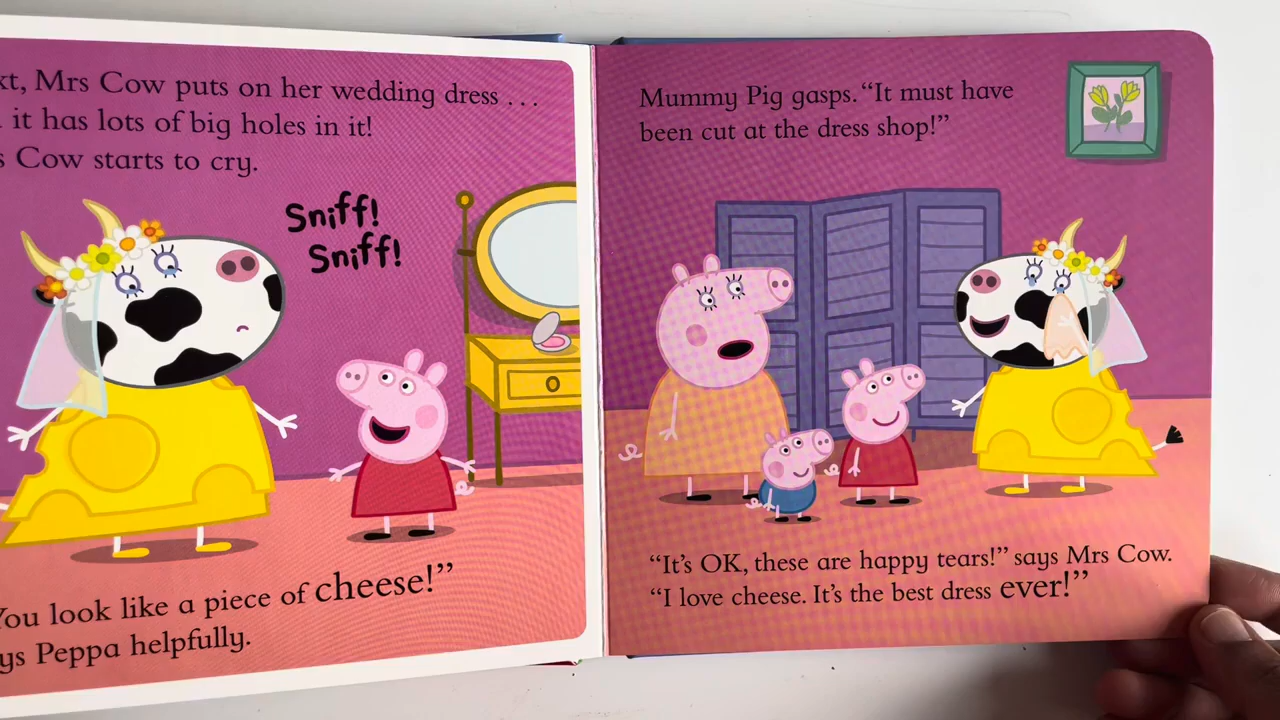 xt, Mrs Cow puts on her wedding dress . . .
it has lots of big holes in it!
s Cow starts to cry.
Sniff!
Sniff!
You look like a piece of cheese!”
ys Peppa helpfully.
Mummy Pig gasps. “It must have
been cut at the dress shop!”
“It’s OK, these are happy tears!” says Mrs Cow.
“I love cheese. It’s the best dress ever!”